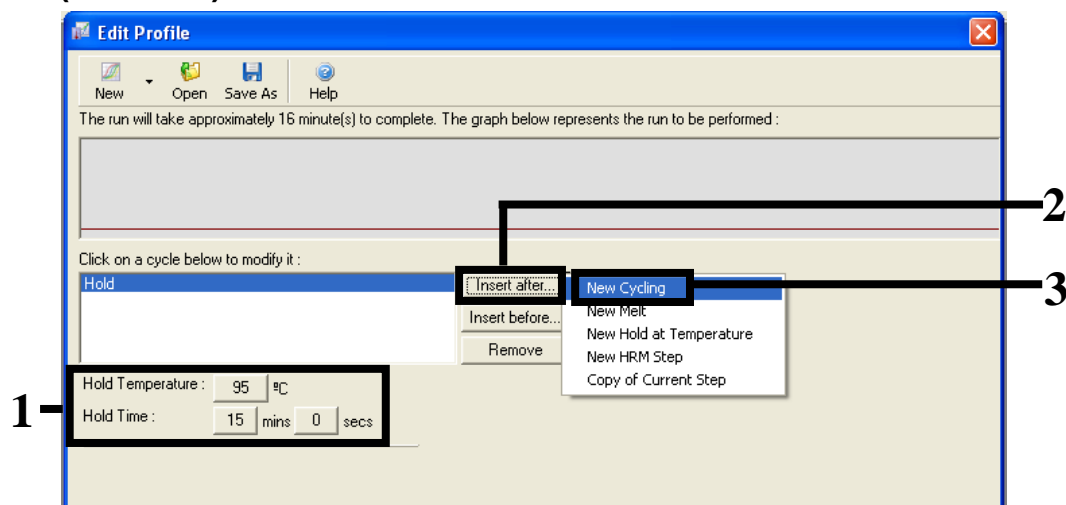 Edit Profile
New Open Save As Help
The run will take approximately 16 minute(s) to complete. The graph below represents the run to be performed :
2
Click on a cycle below to modify it :
Hold
Insert after...
New Cycling
3
Insert before...
New Melt
New Hold at Temperature
Remove
New HRM Step
Copy of Current Step
1
Hold Temperature : 95 ºC
Hold Time : 15 mins 0 secs